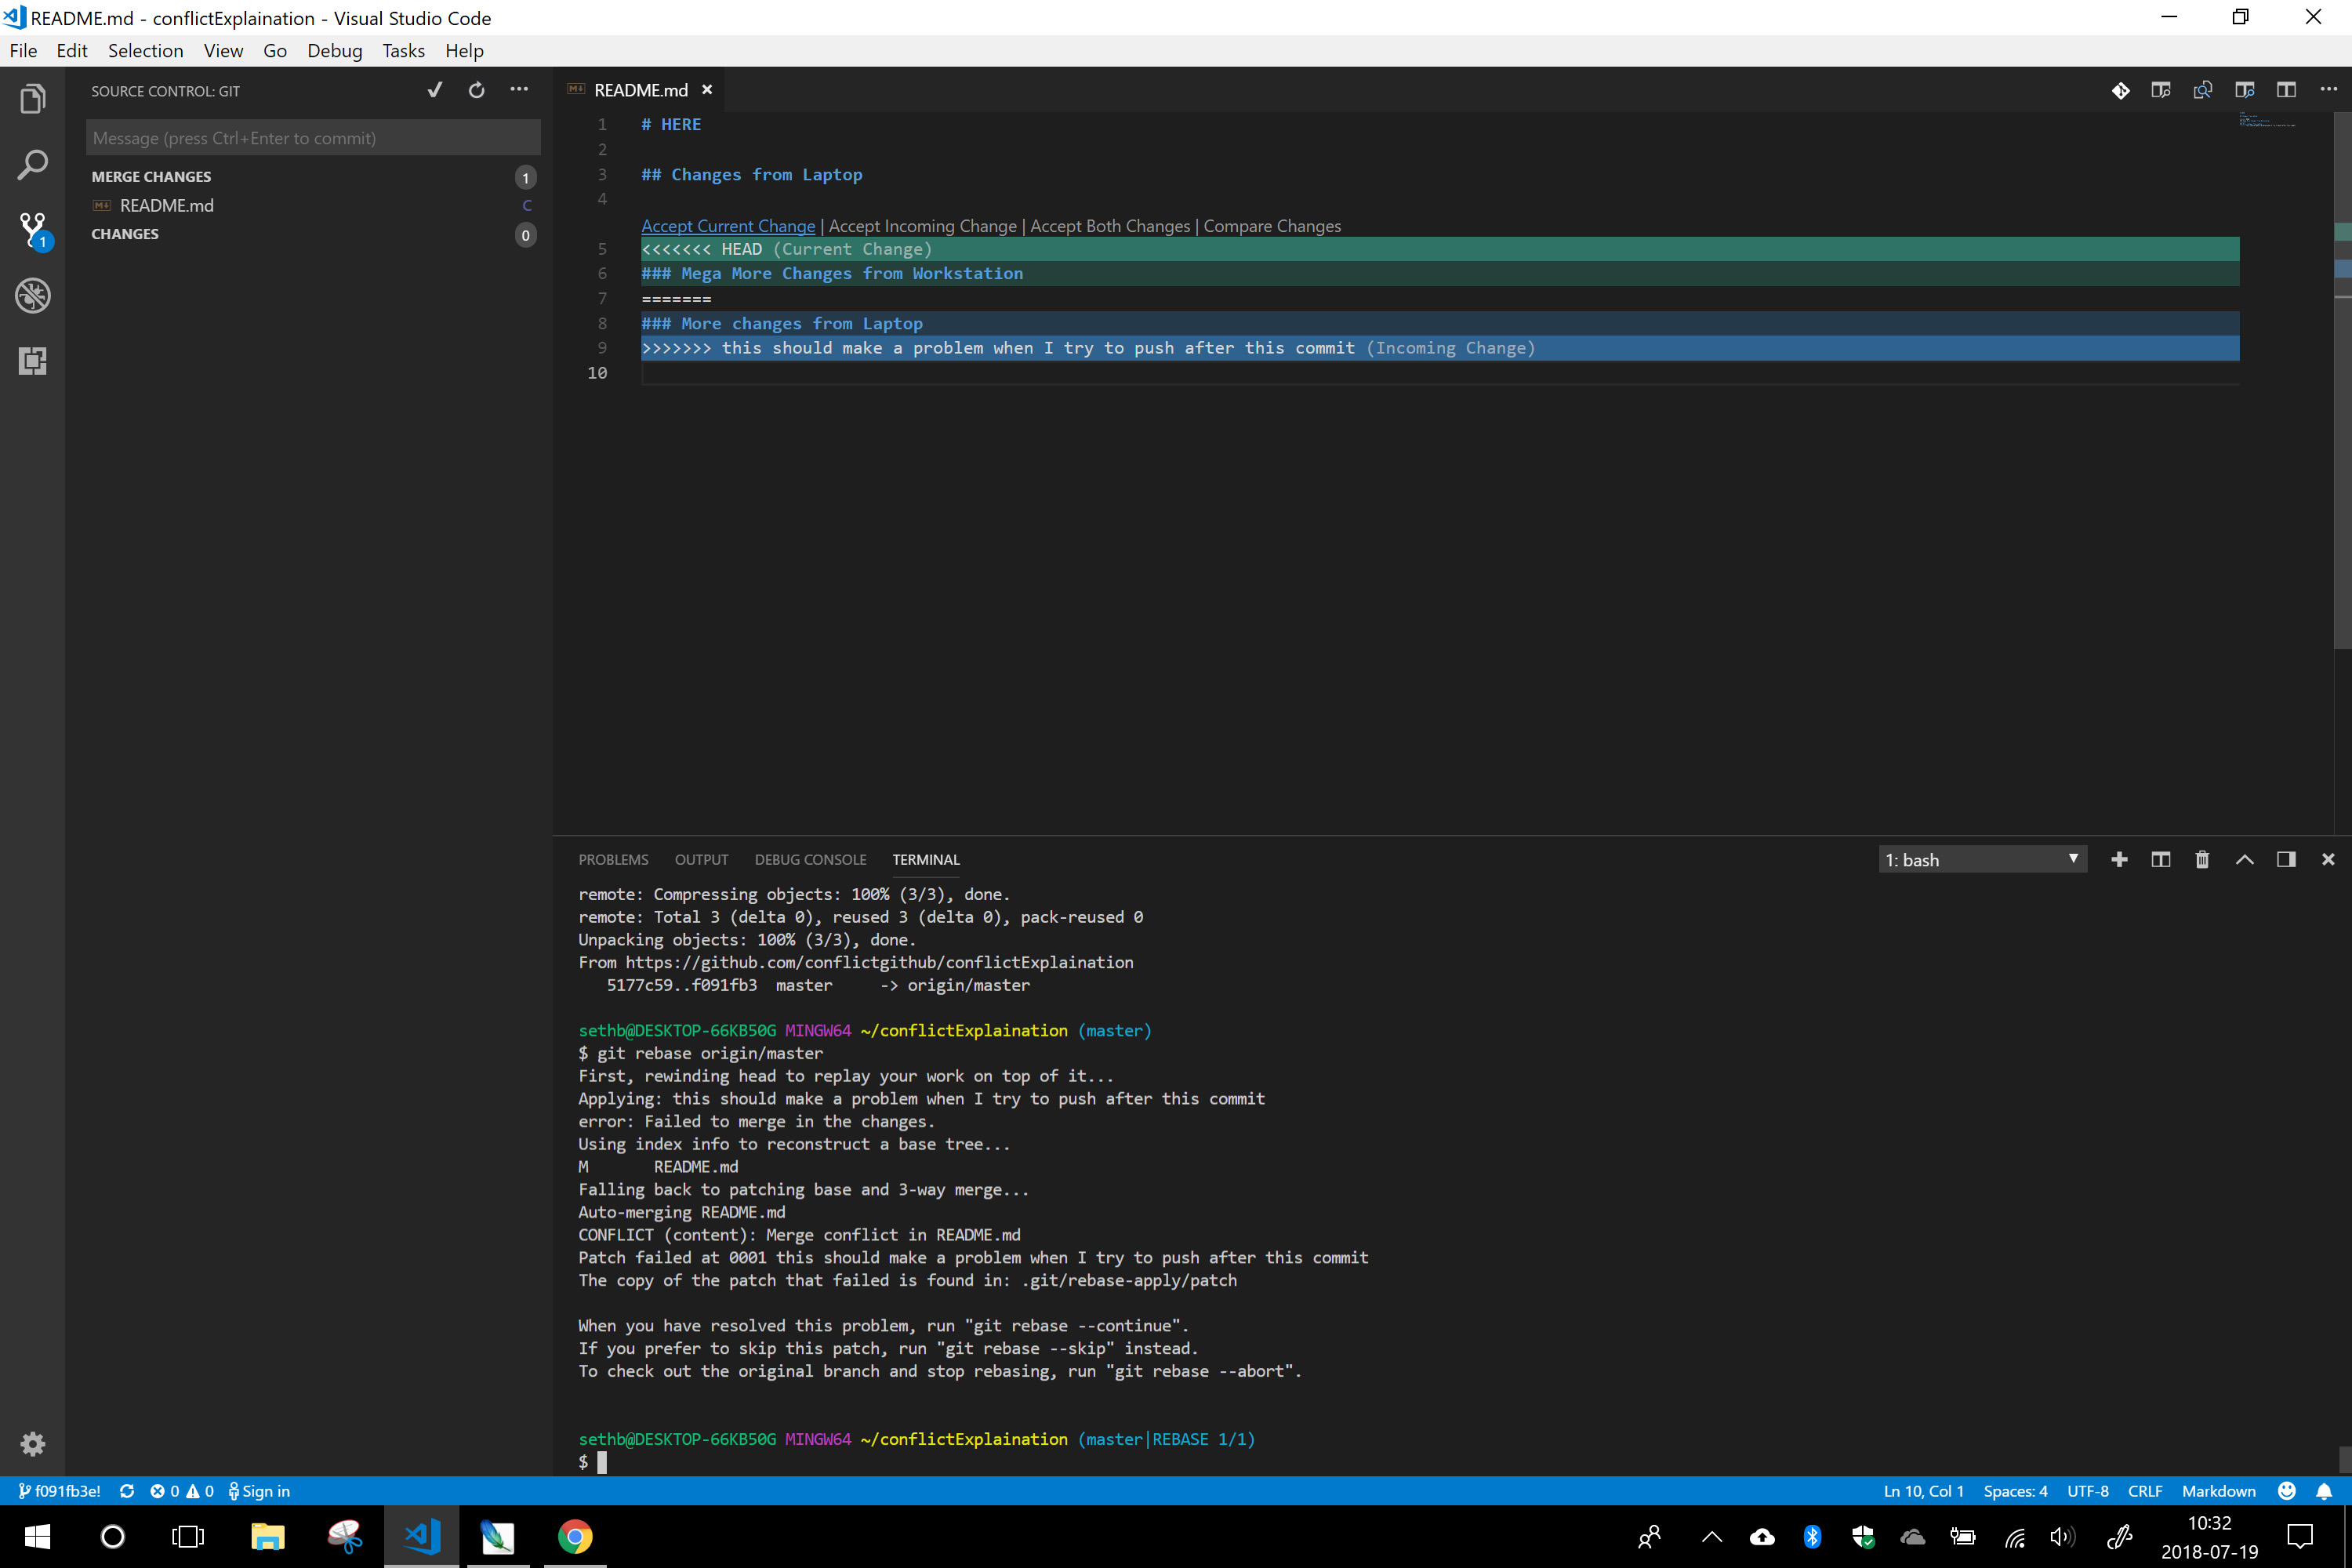 README.md - conflictExplaination - Visual Studio Code
File Edit Selection View Go Debug Tasks Help
SOURCE CONTROL: GIT
Message (press Ctrl+Enter to commit)
MERGE CHANGES 1
README.md C
CHANGES 0
README.md
1 # HERE
2
3 ## Changes from Laptop
4
Accept Current Change | Accept Incoming Change | Accept Both Changes | Compare Changes
5 <<<<<<< HEAD (Current Change)
6 ### Mega More Changes from Workstation
7 =======
8 ### More changes from Laptop
9 >>>>>>> this should make a problem when I try to push after this commit (Incoming Change)
10
PROBLEMS OUTPUT DEBUG CONSOLE TERMINAL 1: bash
remote: Compressing objects: 100% (3/3), done.
remote: Total 3 (delta 0), reused 3 (delta 0), pack-reused 0
Unpacking objects: 100% (3/3), done.
From https://github.com/conflictgithub/conflictExplaination
5177c59..f091fb3 master -> origin/master
sethb@DESKTOP-66KB50G MINGW64 ~/conflictExplaination (master)
$ git rebase origin/master
First, rewinding head to replay your work on top of it...
Applying: this should make a problem when I try to push after this commit
error: Failed to merge in the changes.
Using index info to reconstruct a base tree...
M README.md
Falling back to patching base and 3-way merge...
Auto-merging README.md
CONFLICT (content): Merge conflict in README.md
Patch failed at 0001 this should make a problem when I try to push after this commit
The copy of the patch that failed is found in: .git/rebase-apply/patch
When you have resolved this problem, run "git rebase --continue".
If you prefer to skip this patch, run "git rebase --skip" instead.
To check out the original branch and stop rebasing, run "git rebase --abort".
sethb@DESKTOP-66KB50G MINGW64 ~/conflictExplaination (master|REBASE 1/1)
$
1
f091fb3e! 0 0 Sign in Ln 10, Col 1 Spaces: 4 UTF-8 CRLF Markdown
10:32
2018-07-19